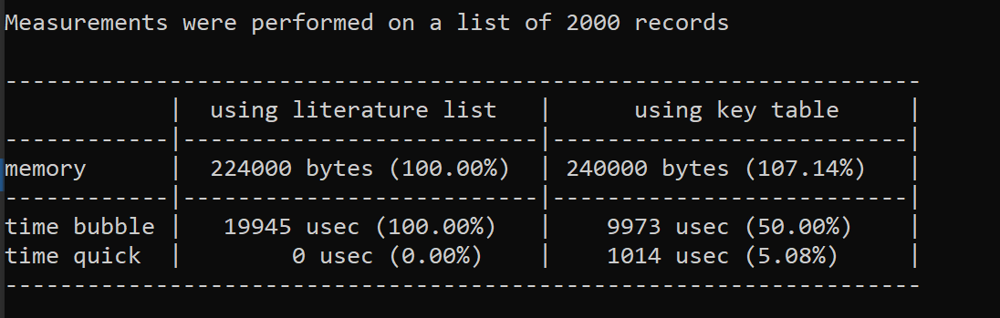 Measurements were performed on a list of 2000 records
--------------------------------------------------------------------
            |  using literature list   |      using key table     |
------------|--------------------------|--------------------------|
memory      |  224000 bytes (100.00%)  | 240000 bytes (107.14%)   |
------------|--------------------------|--------------------------|
time bubble |   19945 usec (100.00%)   |    9973 usec (50.00%)    |
time quick  |        0 usec (0.00%)    |    1014 usec (5.08%)     |
--------------------------------------------------------------------